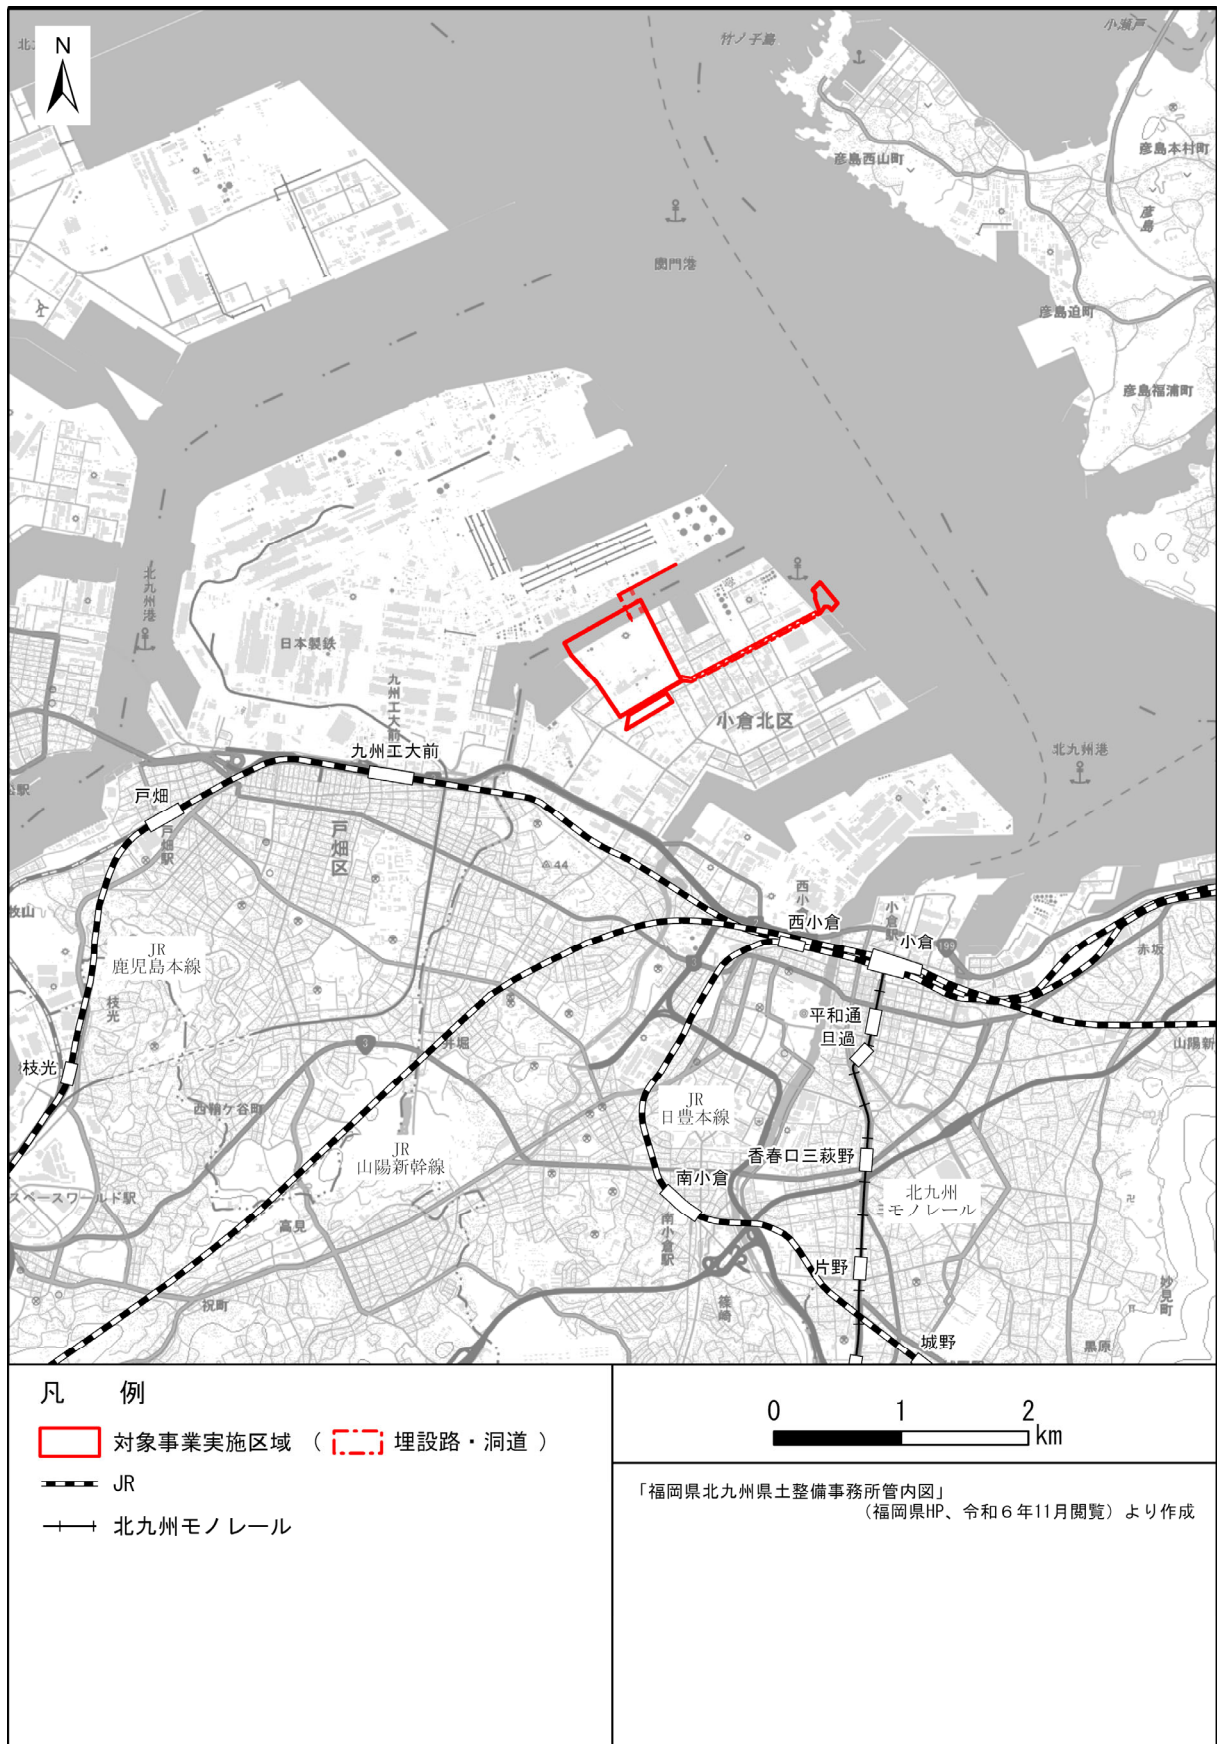 N
竹ノ子島
小瀬戸
彦島本村町
彦島西山町
彦島
関門港
彦島迫町
彦島福浦町
北九州港
日本製鉄
九州工大前
小倉北区
北九州港
九州工大前
戸畑
戸畑駅
戸畑区
44
西小倉
小倉駅
小倉
199
赤坂
牧山
JR
鹿児島本線
枝光
平和通
旦過
3
井堀
山陽新
枝光
西鞘ケ谷町
JR
日豊本線
JR
山陽新幹線
香春口三萩野
南小倉
北九州
モノレール
スペースワールド駅
高見
南小倉駅
片野
祝町
篠崎
妙見町
城野
黒原
凡 例
対象事業実施区域 ( 埋設路・洞道 )
JR
北九州モノレール
0 1 2
km
「福岡県北九州県土整備事務所管内図」
(福岡県HP、令和6年11月閲覧)より作成